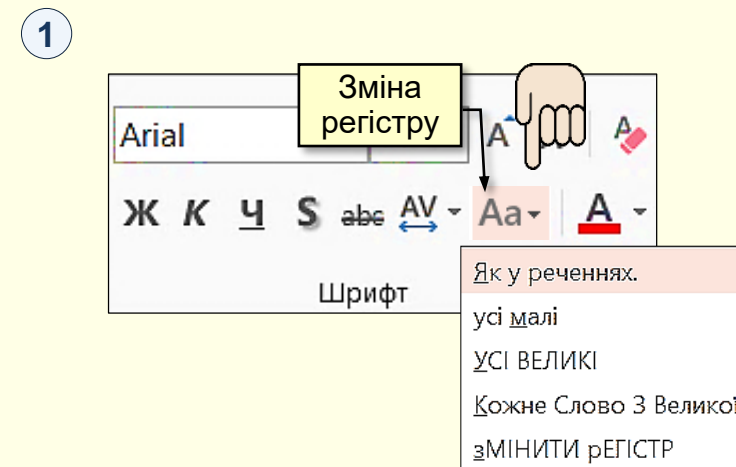 1
Зміна
регістру
Arial
A
A
Ж К Ч S abc AV Aa A
Шрифт
Як у реченнях.
усі малі
УСІ ВЕЛИКІ
Кожне Слово З Великої
зМІНИТИ рЕГІСТР